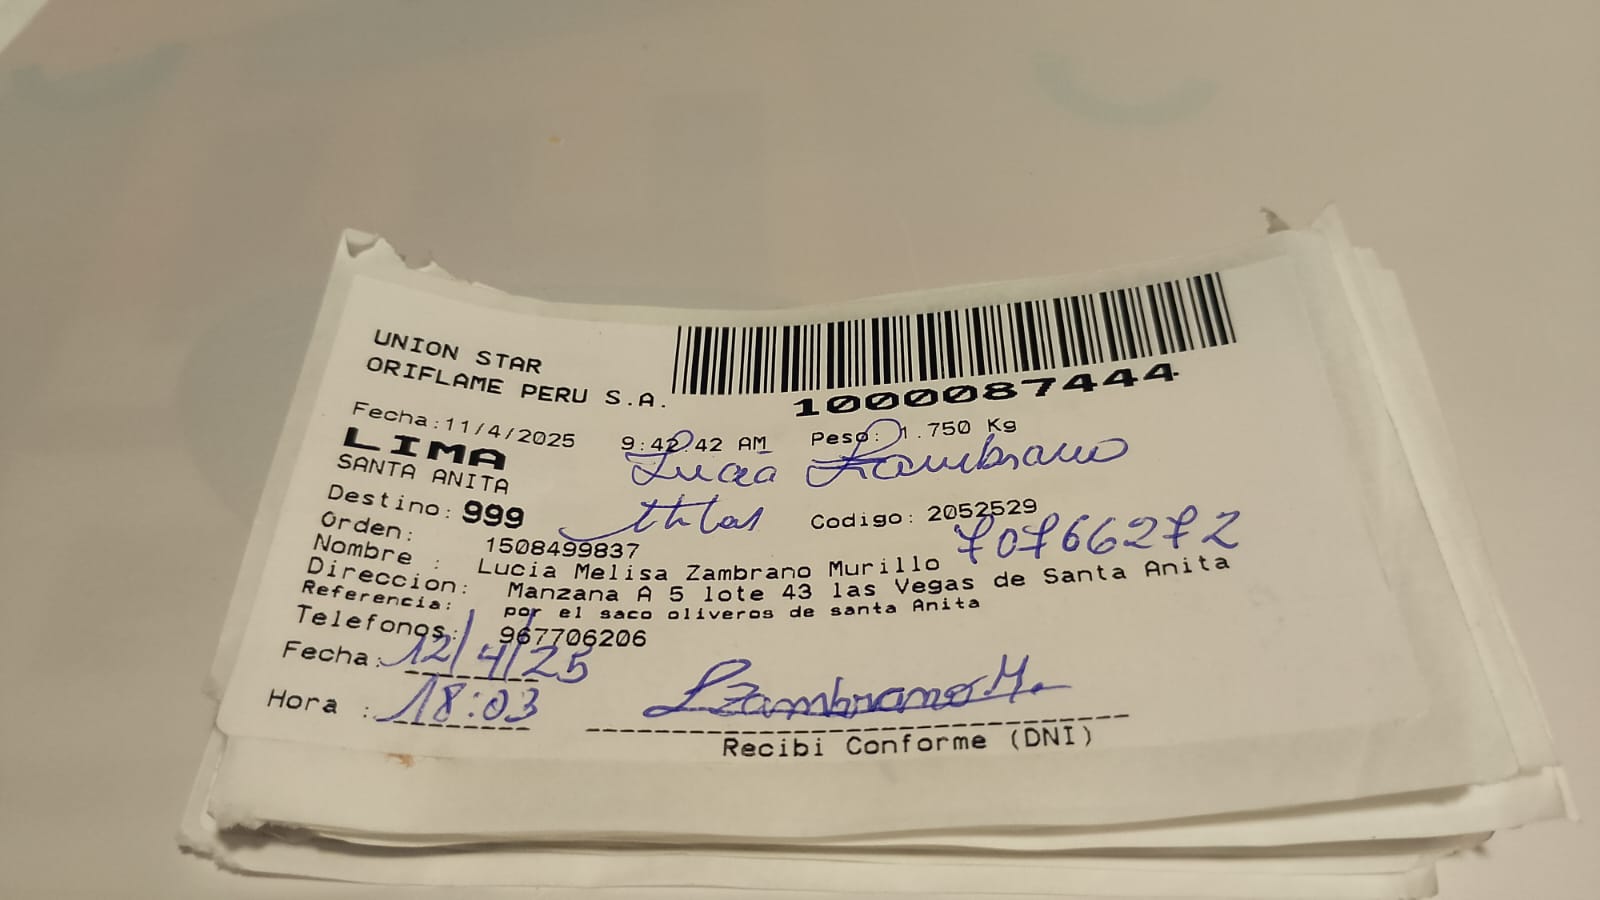 UNION STAR
ORIFLAME PERU S.A.
1000087444
Fecha:11/4/2025 9:42:42 AM Peso: 1.750 Kg
LIMA
SANTA ANITA
Lucia Zambrano
Destino: 999
Codigo: 2052529
70766272
Orden: 1508499837
Nombre : Lucia Melisa Zambrano Murillo
Direccion: Manzana A 5 lote 43 las Vegas de Santa Anita
Referencia: por el saco oliveros de santa Anita
Telefonos: 967706206
Fecha: 12/4/25
Hora : 18:03
LZambrano M.
Recibi Conforme (DNI)